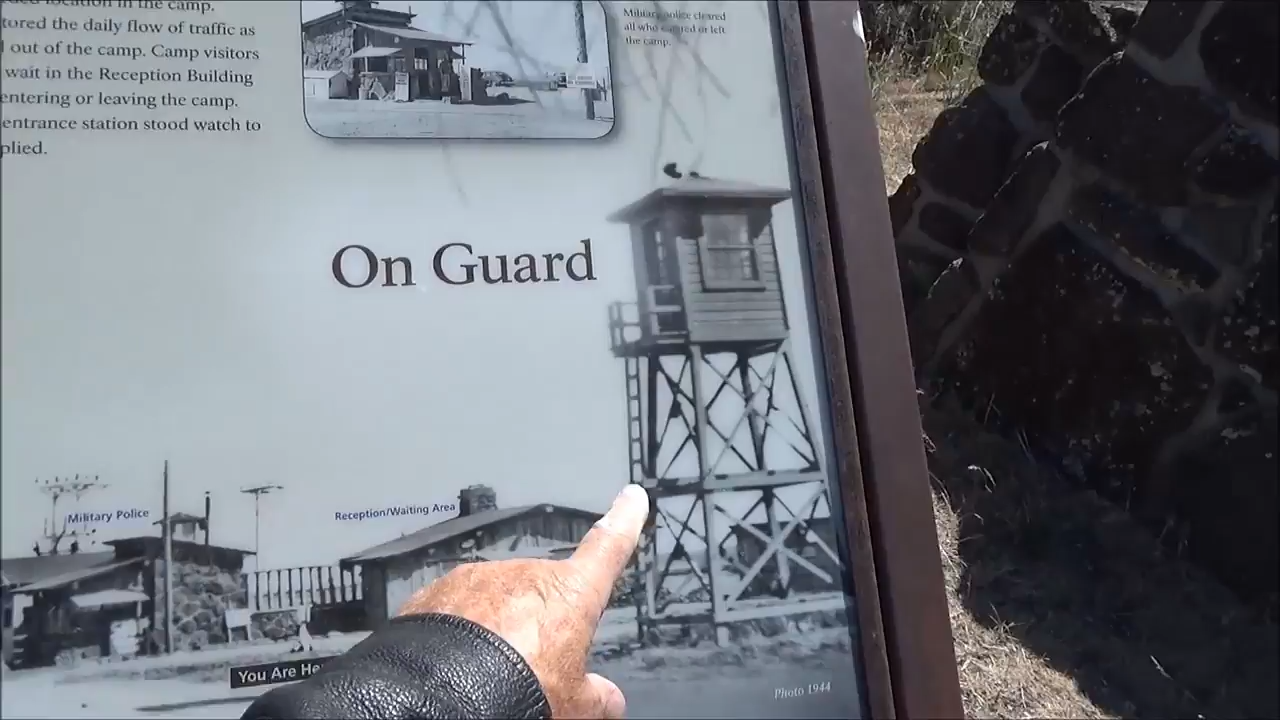 location in the camp.
tored the daily flow of traffic as
out of the camp. Camp visitors
wait in the Reception Building
entering or leaving the camp.
entrance station stood watch to
plied.
Military police cleared
all who entered or left
the camp.
On Guard
Military Police
Reception/Waiting Area
You Are He
Photo 1944